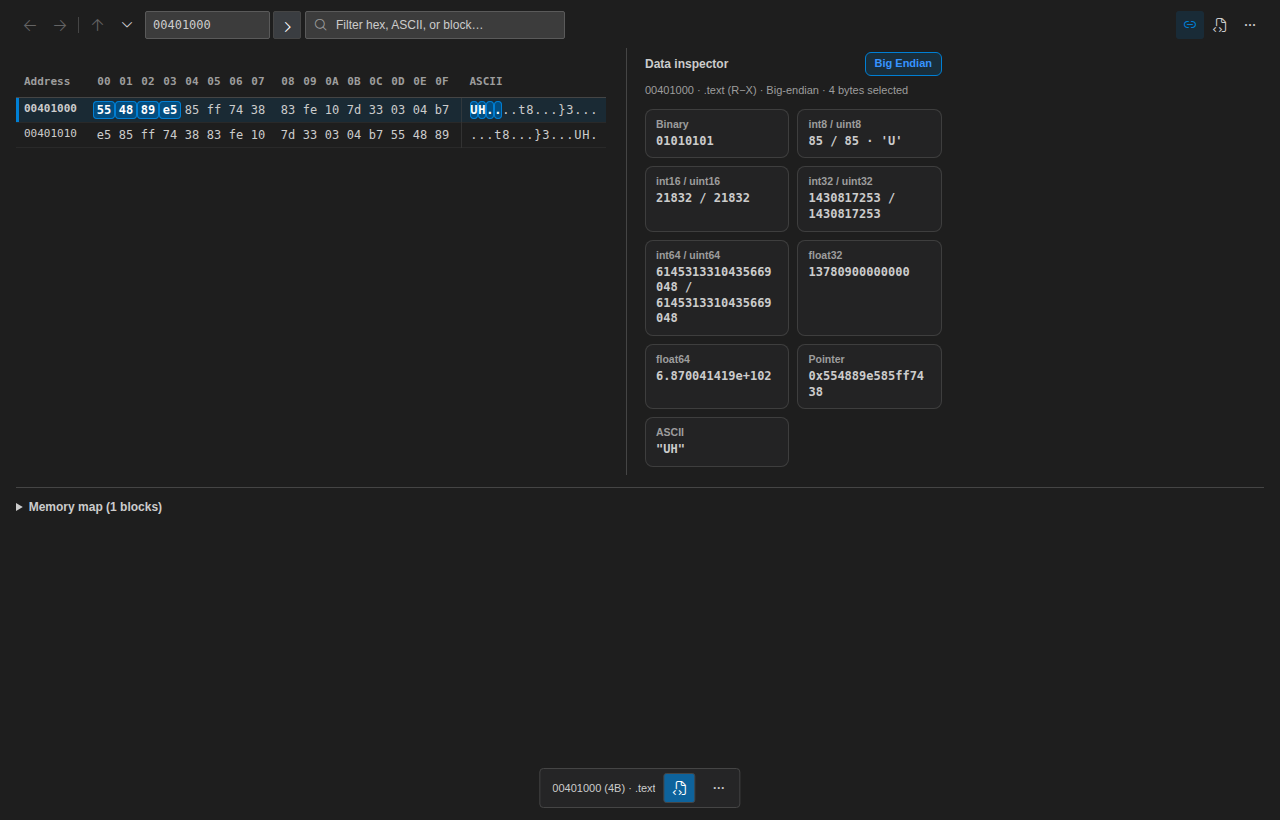 00401000
Filter hex, ASCII, or block…
Address 00 01 02 03 04 05 06 07 08 09 0A 0B 0C 0D 0E 0F ASCII
00401000 55 48 89 e5 85 ff 74 38 83 fe 10 7d 33 03 04 b7 UH....t8...}3...
00401010 e5 85 ff 74 38 83 fe 10 7d 33 03 04 b7 55 48 89 ...t8...}3...UH.
Data inspector
Big Endian
00401000 · .text (R–X) · Big-endian · 4 bytes selected
Binary
01010101
int8 / uint8
85 / 85 · 'U'
int16 / uint16
21832 / 21832
int32 / uint32
1430817253 /
1430817253
int64 / uint64
6145313310435669
048 /
6145313310435669
048
float32
13780900000000
float64
6.870041419e+102
Pointer
0x554889e585ff74
38
ASCII
"UH"
Memory map (1 blocks)
00401000 (4B) · .text